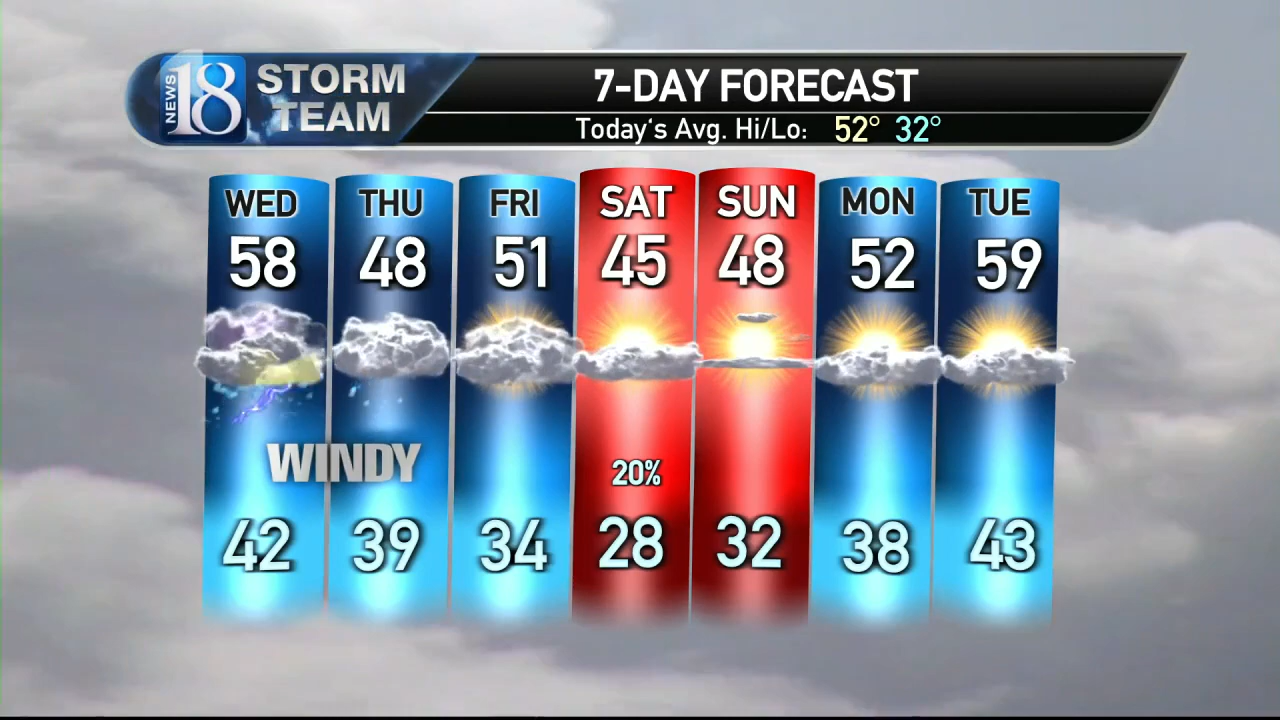 NEWS 18 STORM TEAM
7-DAY FORECAST
Today's Avg. Hi/Lo: 52° 32°
WED THU FRI SAT SUN MON TUE
58 48 51 45 48 52 59
WINDY
20%
42 39 34 28 32 38 43